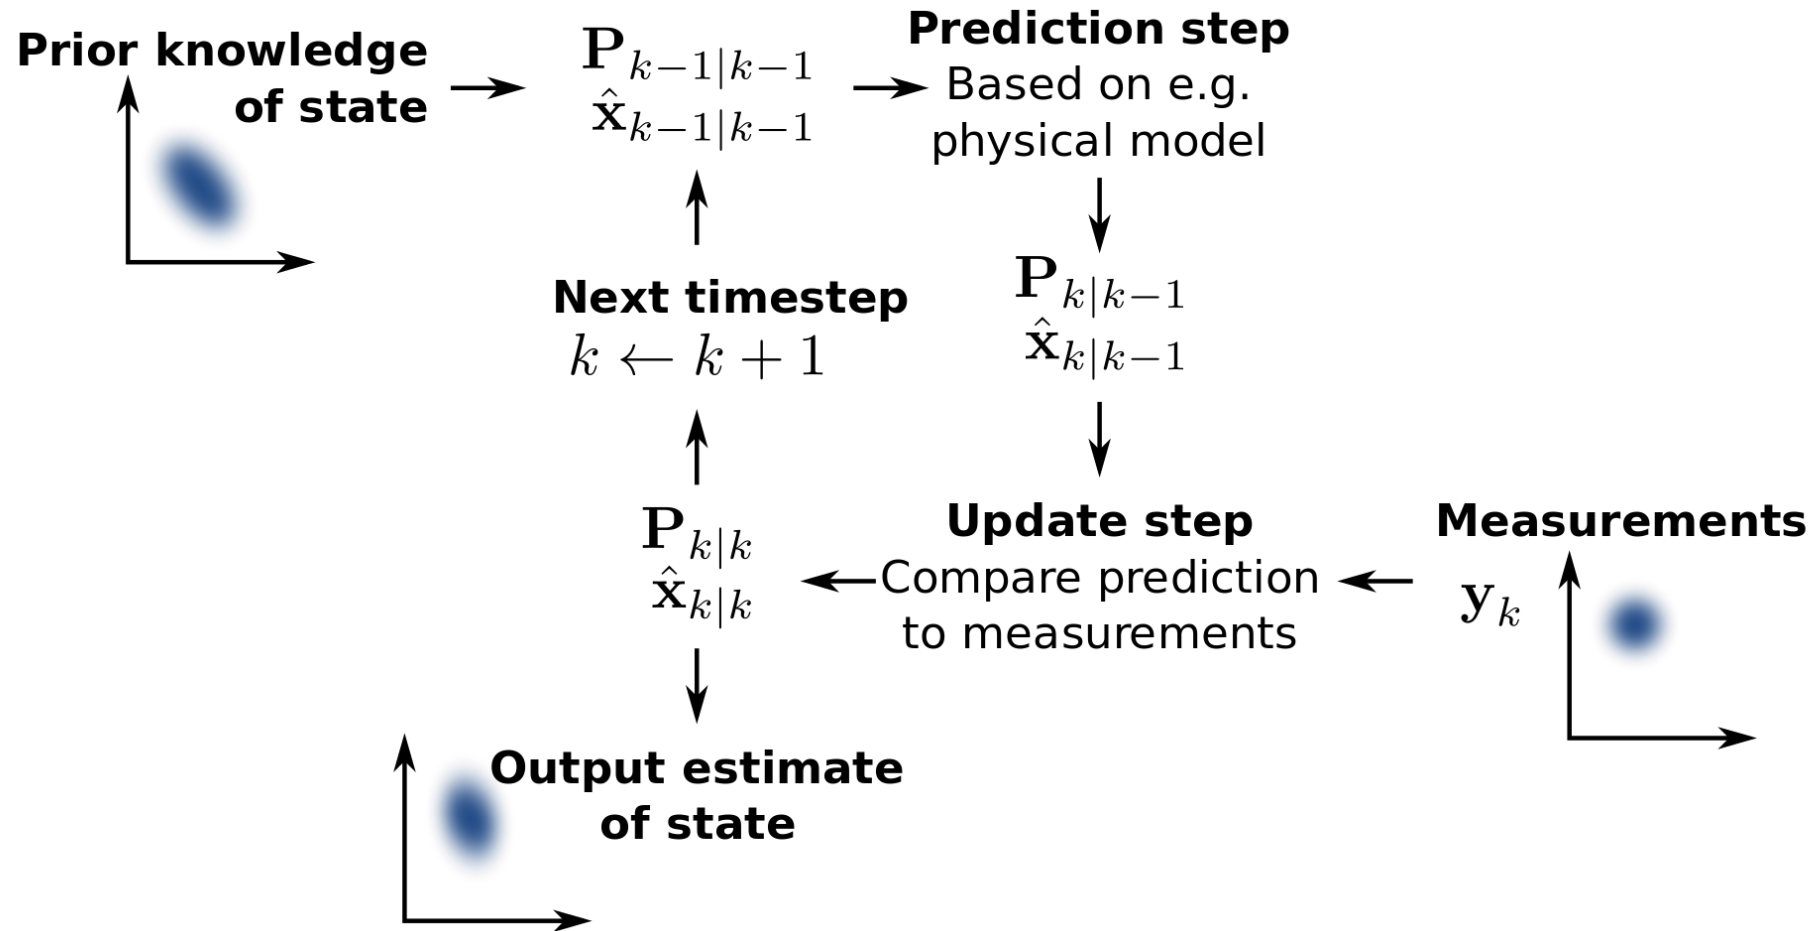 Prior knowledge
of state
P_{k−1|k−1}
x̂_{k−1|k−1}
Prediction step
Based on e.g.
physical model
P_{k|k−1}
x̂_{k|k−1}
Next timestep
k ← k + 1
Update step
Compare prediction
to measurements
Measurements
y_k
P_{k|k}
x̂_{k|k}
Output estimate
of state